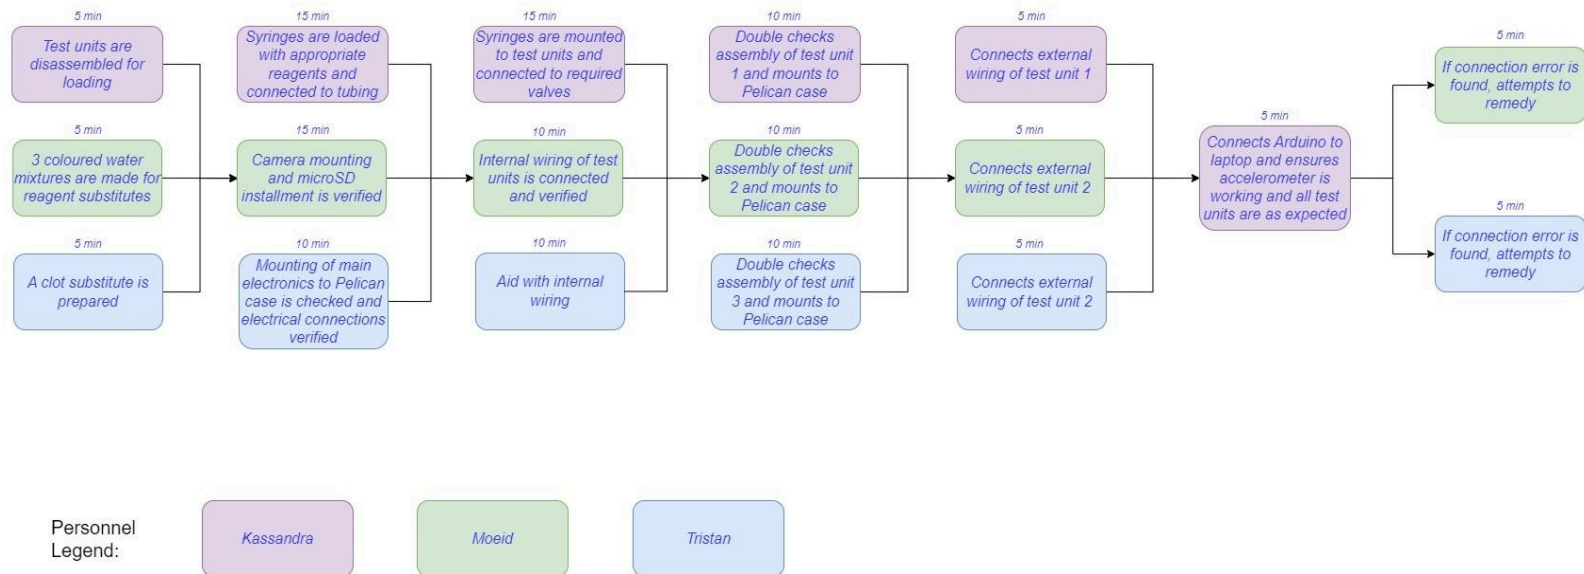 5 min
Test units are
disassembled for
loading
5 min
3 coloured water
mixtures are made for
reagent substitutes
5 min
A clot substitute is
prepared
15 min
Syringes are loaded
with appropriate
reagents and
connected to tubing
15 min
Camera mounting
and microSD
installment is verified
10 min
Mounting of main
electronics to Pelican
case is checked and
electrical connections
verified
15 min
Syringes are mounted
to test units and
connected to required
valves
10 min
Internal wiring of test
units is connected
and verified
10 min
Aid with internal
wiring
10 min
Double checks
assembly of test unit
1 and mounts to
Pelican case
10 min
Double checks
assembly of test unit
2 and mounts to
Pelican case
10 min
Double checks
assembly of test unit
3 and mounts to
Pelican case
5 min
Connects external
wiring of test unit 1
5 min
Connects external
wiring of test unit 2
5 min
Connects external
wiring of test unit 2
5 min
Connects Arduino to
laptop and ensures
accelerometer is
working and all test
units are as expected
5 min
If connection error is
found, attempts to
remedy
5 min
If connection error is
found, attempts to
remedy
Personnel
Legend:
Kassandra
Moeid
Tristan